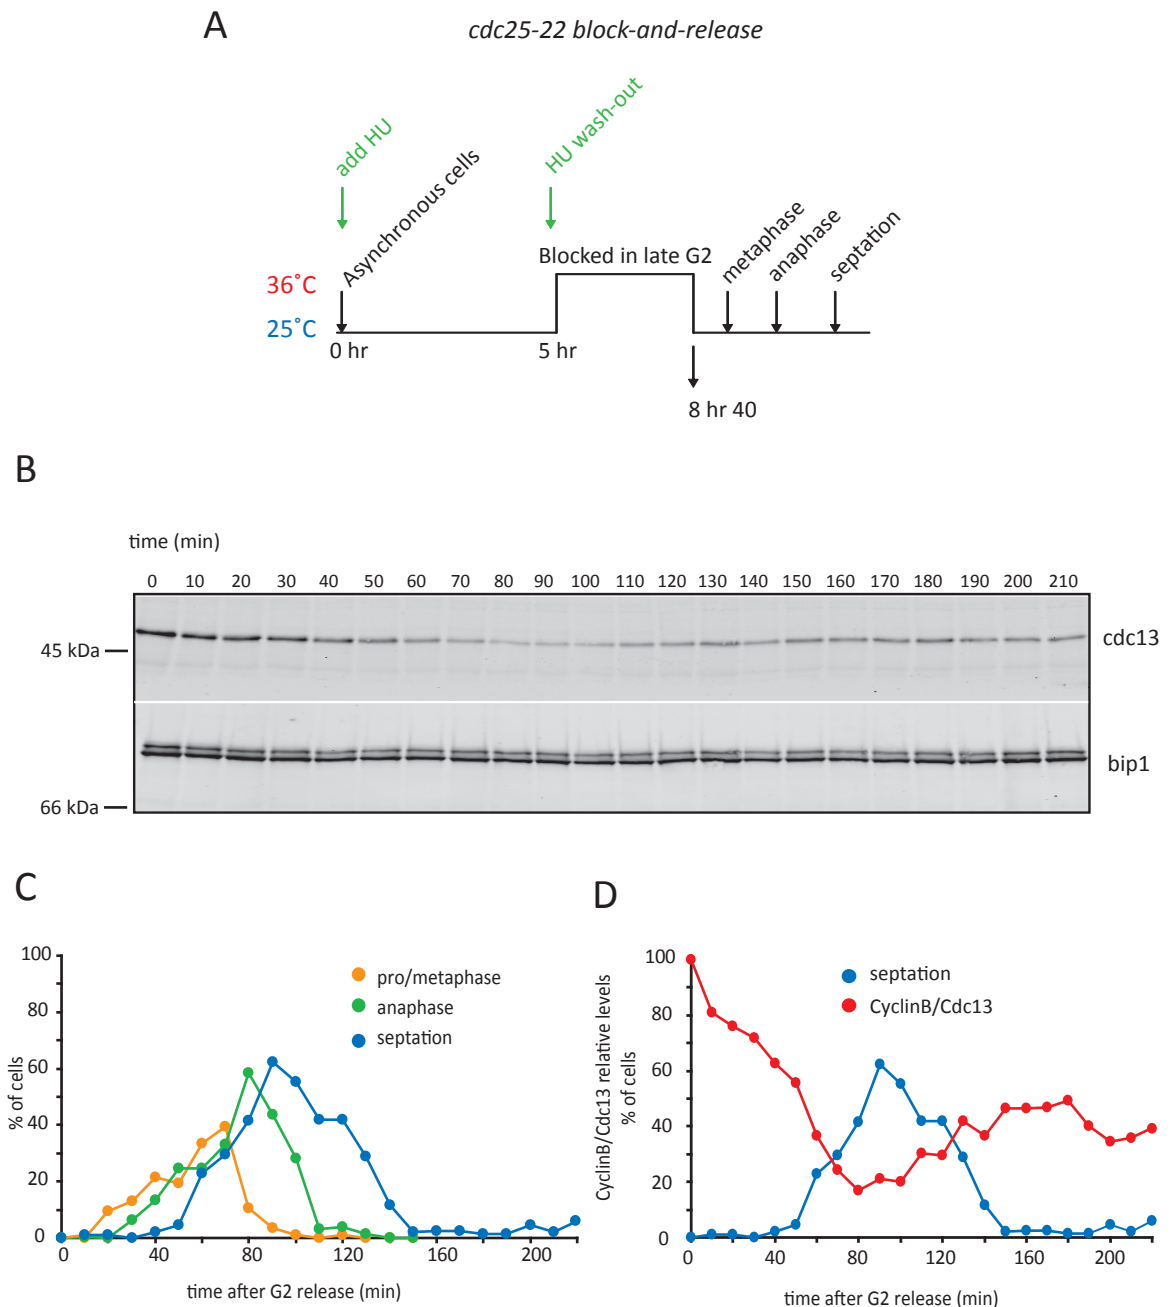 A
cdc25-22 block-and-release
add HU
Asynchronous cells
HU wash-out
Blocked in late G2
metaphase
anaphase
septation
36˚C
25˚C
0 hr
5 hr
8 hr 40
B
time (min)
0 10 20 30 40 50 60 70 80 90 100 110 120 130 140 150 160 170 180 190 200 210
cdc13
45 kDa
bip1
66 kDa
C
100
80
60
40
20
0
% of cells
pro/metaphase
anaphase
septation
0 40 80 120 160 200
time after G2 release (min)
D
100
80
60
40
20
0
CyclinB/Cdc13 relative levels
% of cells
septation
CyclinB/Cdc13
0 40 80 120 160 200
time after G2 release (min)